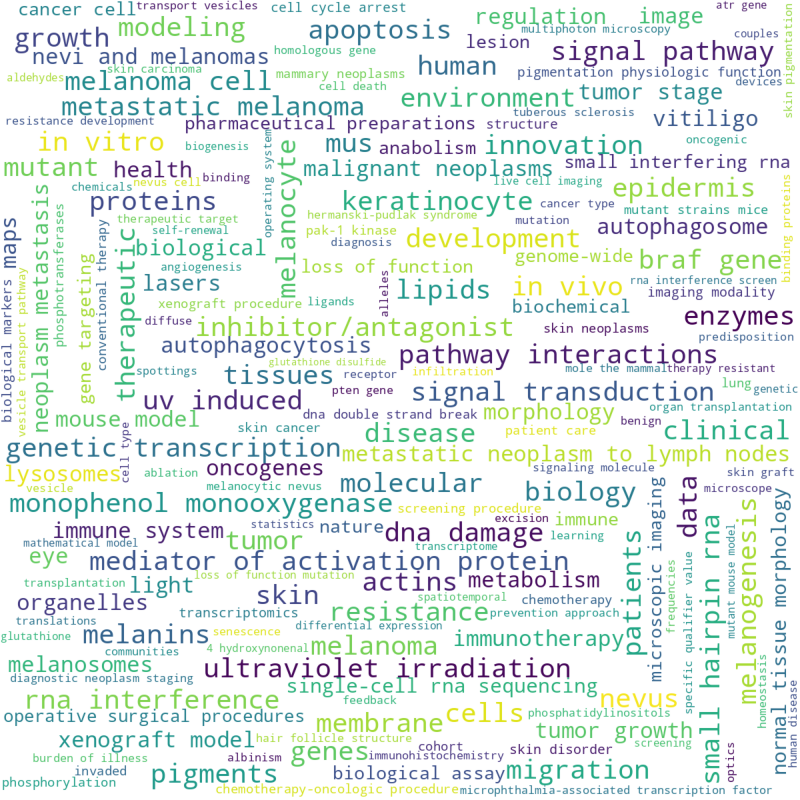 cancer cell
transport vesicles
cell cycle arrest
atr gene
modeling
apoptosis
regulation
image
multiphoton microscopy
couples
growth
nevi and melanomas
homologous gene
lesion
signal pathway
skin pigmentation
skin carcinoma
human
pigmentation physiologic function
aldehydes
melanoma cell
mammary neoplasms
cell death
environment
tumor stage
devices
metastatic melanoma
tuberous sclerosis
vitiligo
resistance development
pharmaceutical preparations
structure
oncogenic
in vitro
biogenesis
operating system
melanocyte
mus
anabolism
innovation
mutant
health
binding
malignant neoplasms
small interfering rna
chemicals
nevus cell
live cell imaging
epidermis
proteins
keratinocyte
cancer type
mutant strains mice
binding proteins
neoplasm metastasis
phosphotransferases
therapeutic target
hermanski-pudlak syndrome
mutation
autophagosome
maps
biological markers
conventional therapy
therapeutic
self-renewal
pak-1 kinase
development
biological
diagnosis
genome-wide
braf gene
gene targeting
angiogenesis
loss of function
vesicle transport pathway
lasers
alleles
lipids
in vivo
rna interference screen
imaging modality
xenograft procedure
ligands
biochemical
enzymes
diffuse
inhibitor/antagonist
skin neoplasms
predisposition
autophagocytosis
pathway interactions
spottings
glutathione disulfide
mole the mammal
therapy resistant
tissues
receptor
infiltration
lung
genetic
uv induced
pten gene
signal transduction
mouse model
dna double strand break
morphology
organ transplantation
skin cancer
disease
patient care
benign
clinical
genetic transcription
cell type
metastatic neoplasm to lymph nodes
lysosomes
ablation
oncogenes
signaling molecule
skin graft
vesicle
melanocytic nevus
molecular
biology
microscope
monophenol monooxygenase
screening procedure
microscopic imaging
data
immune system
statistics
nature
dna damage
excision
immune
melanogenesis
normal tissue morphology
mathematical model
tumor
transcriptome
learning
patients
small hairpin rna
mutant mouse model
eye
mediator of activation protein
transplantation
light
loss of function mutation
actins
metabolism
frequencies
specific qualifier value
organelles
skin
spatiotemporal
chemotherapy
transcriptomics
resistance
prevention approach
translations
differential expression
glutathione
melanins
senescence
immunotherapy
communities
4 hydroxynonenal
melanoma
homeostasis
melanosomes
ultraviolet irradiation
diagnostic neoplasm staging
single-cell rna sequencing
rna interference
feedback
nevus
operative surgical procedures
membrane
cells
phosphatidylinositols
human disease
hair follicle structure
tumor growth
screening
xenograft model
genes
cohort
skin disorder
optics
burden of illness
albinism
immunohistochemistry
invaded
pigments
biological assay
migration
phosphorylation
chemotherapy-oncologic procedure
microphthalmia-associated transcription factor